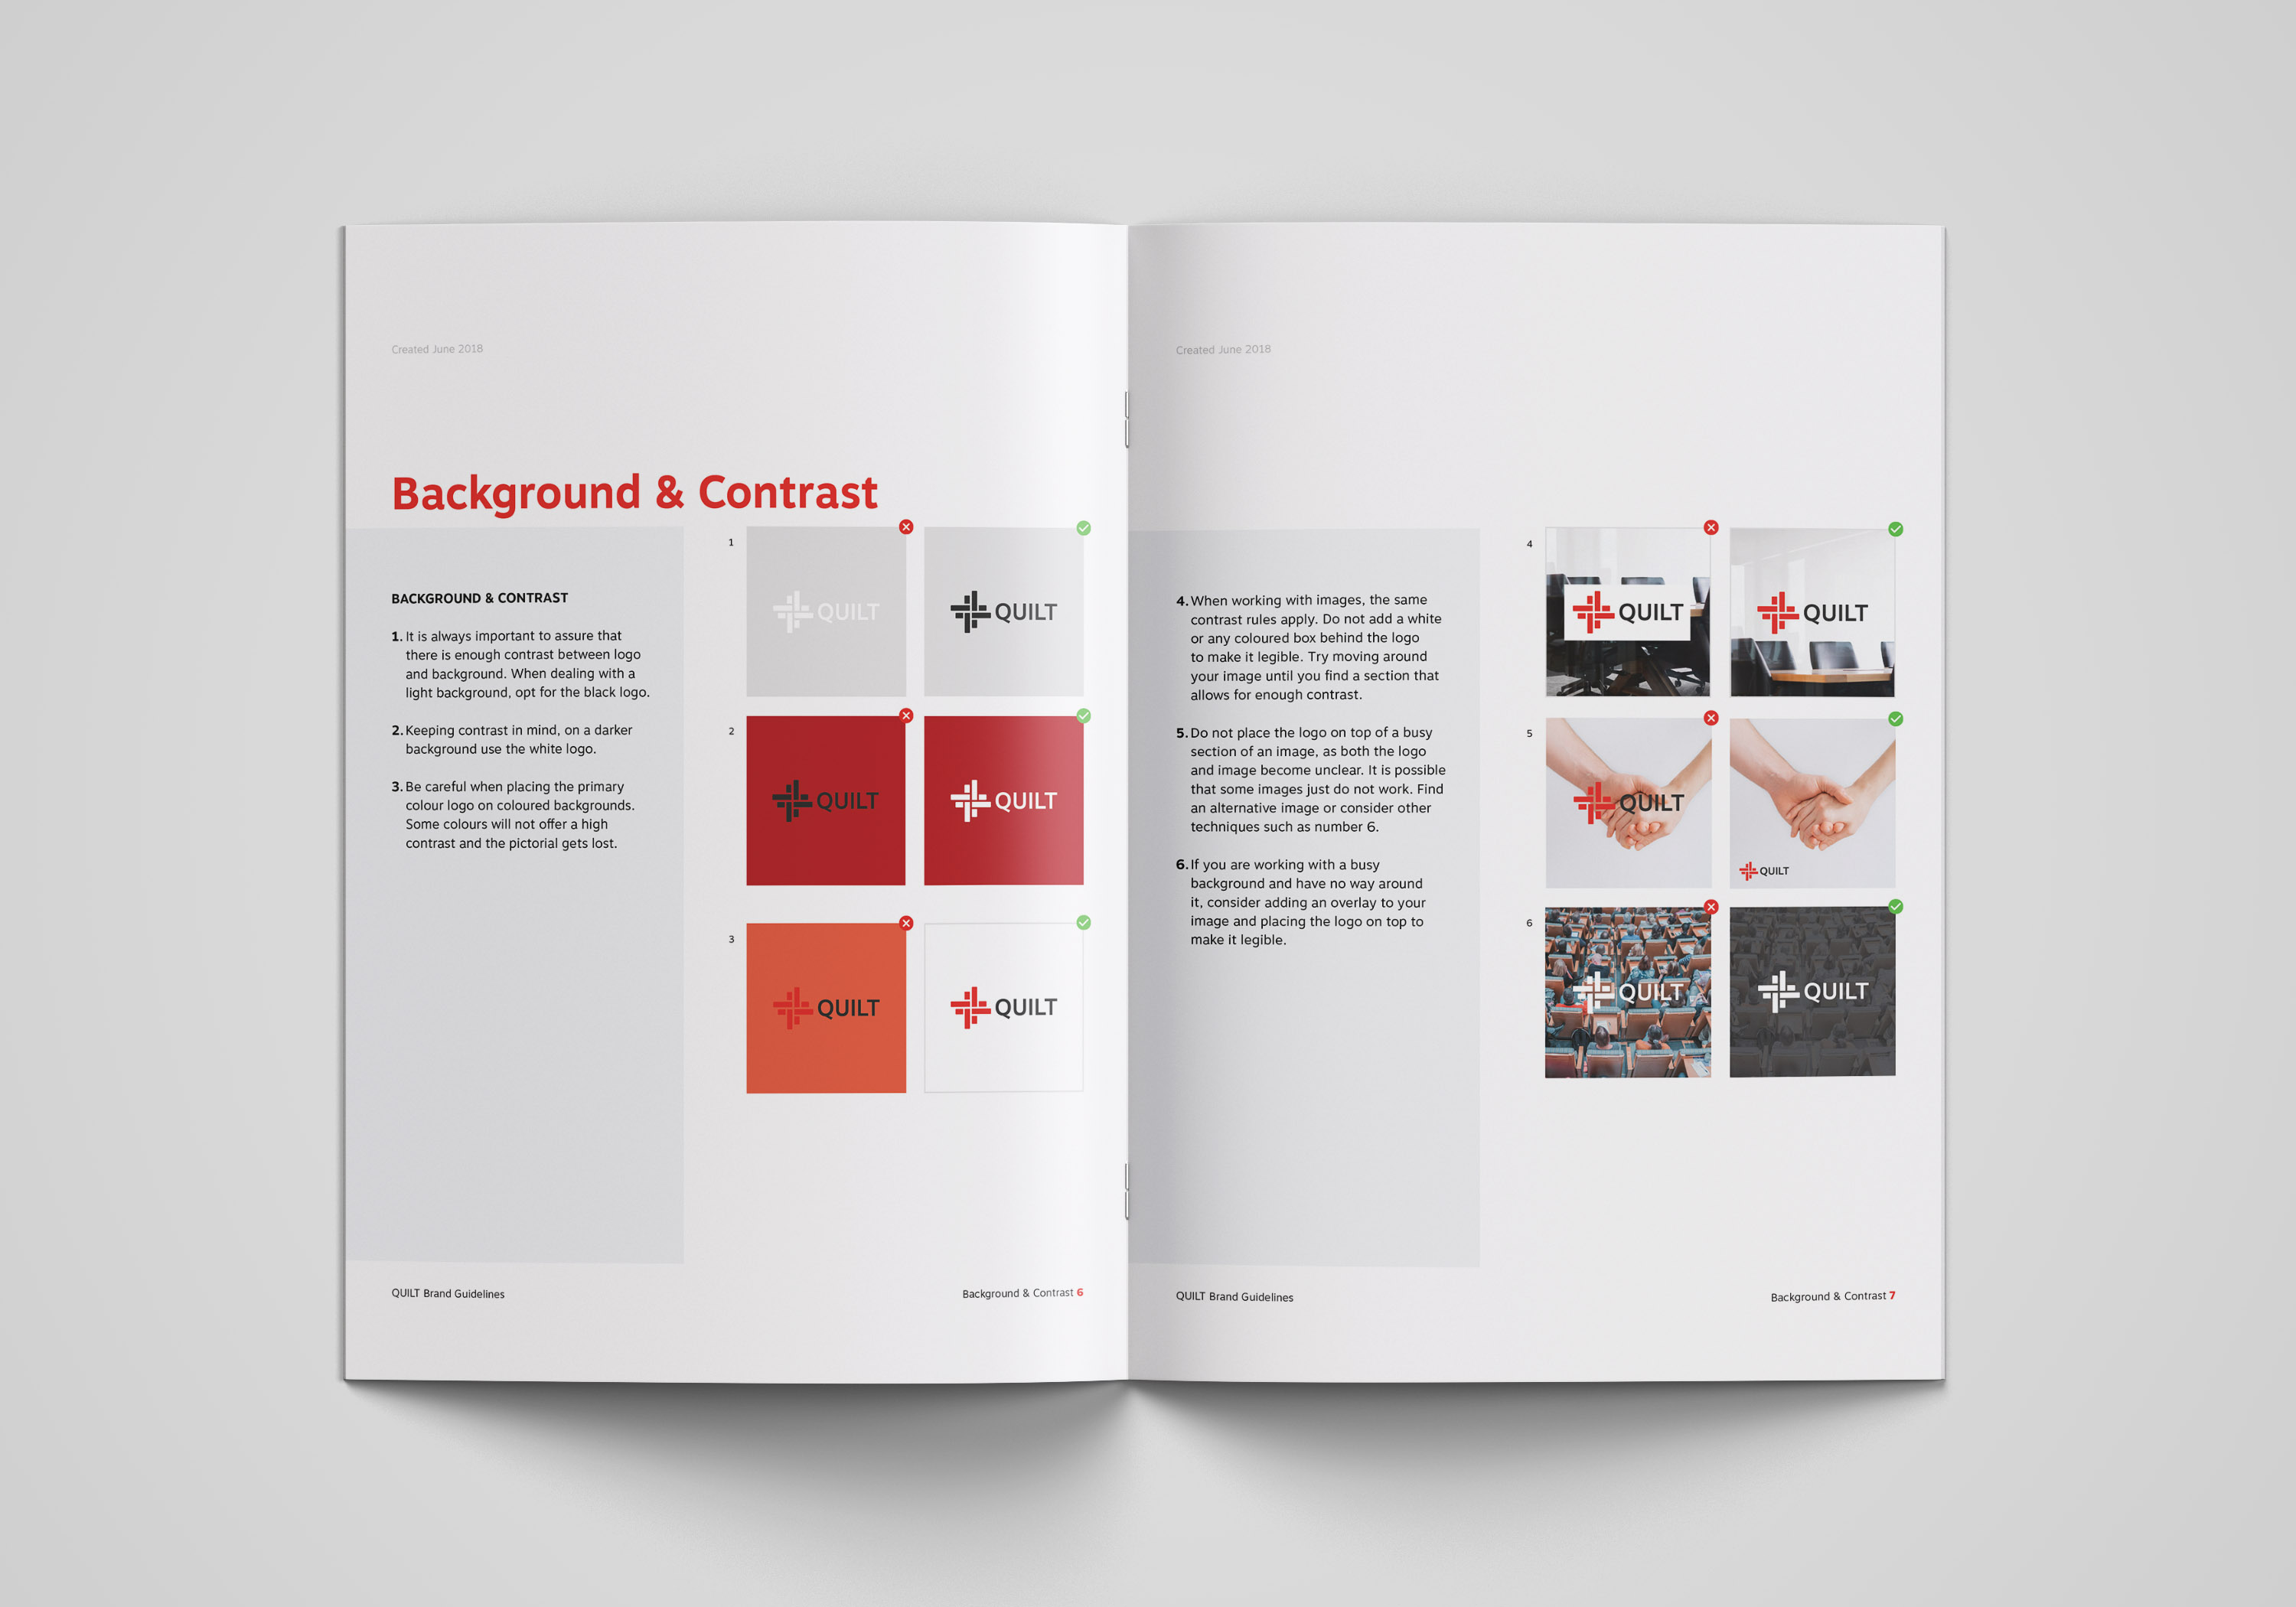 Created June 2018
Background & Contrast
BACKGROUND & CONTRAST
1. It is always important to assure that
there is enough contrast between logo
and background. When dealing with a
light background, opt for the black logo.
2. Keeping contrast in mind, on a darker
background use the white logo.
3. Be careful when placing the primary
colour logo on coloured backgrounds.
Some colours will not offer a high
contrast and the pictorial gets lost.
1
QUILT
QUILT
2
QUILT
QUILT
3
QUILT
QUILT
QUILT Brand Guidelines
Background & Contrast 6
Created June 2018
4. When working with images, the same
contrast rules apply. Do not add a white
or any coloured box behind the logo
to make it legible. Try moving around
your image until you find a section that
allows for enough contrast.
5. Do not place the logo on top of a busy
section of an image, as both the logo
and image become unclear. It is possible
that some images just do not work. Find
an alternative image or consider other
techniques such as number 6.
6. If you are working with a busy
background and have no way around
it, consider adding an overlay to your
image and placing the logo on top to
make it legible.
4
QUILT
QUILT
5
QUILT
QUILT
6
QUILT
QUILT
QUILT Brand Guidelines
Background & Contrast 7